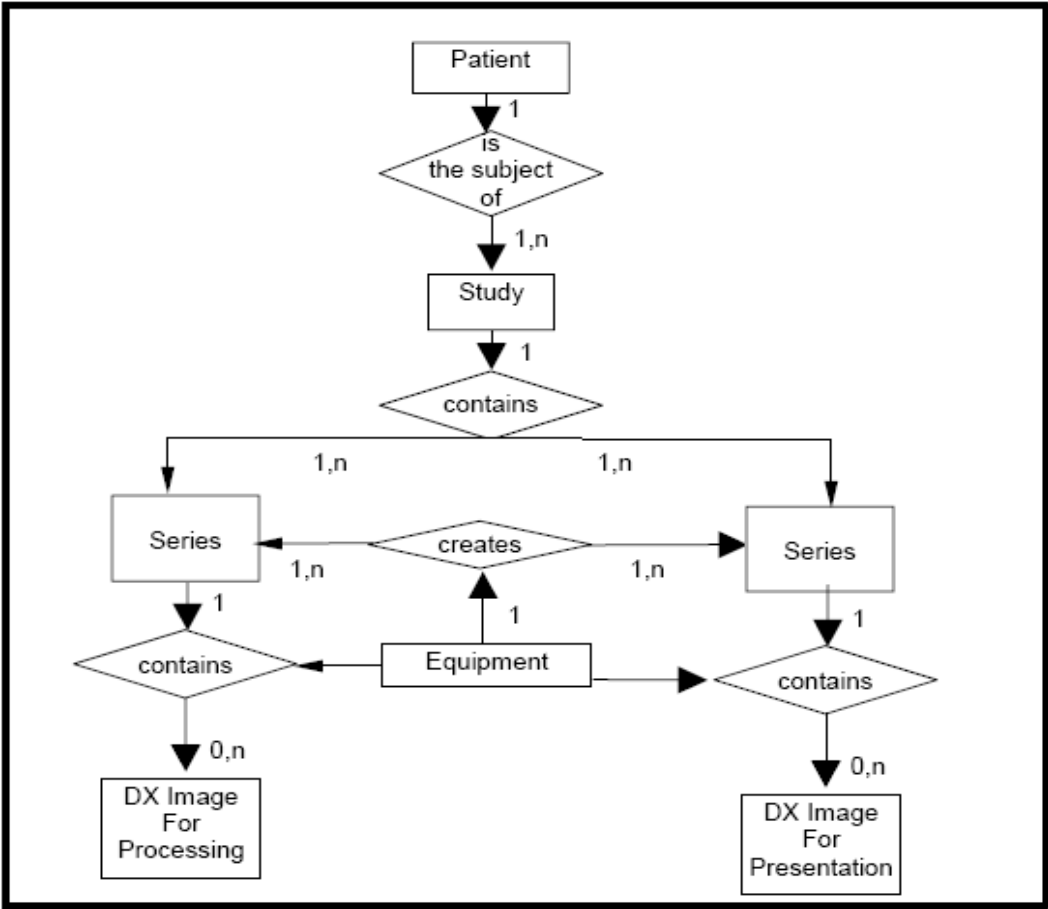 Patient
1
is
the subject
of
1,n
Study
1
contains
1,n
1,n
Series
creates
Series
1,n
1,n
1
1
1
contains
Equipment
contains
0,n
0,n
DX Image
For
Processing
DX Image
For
Presentation